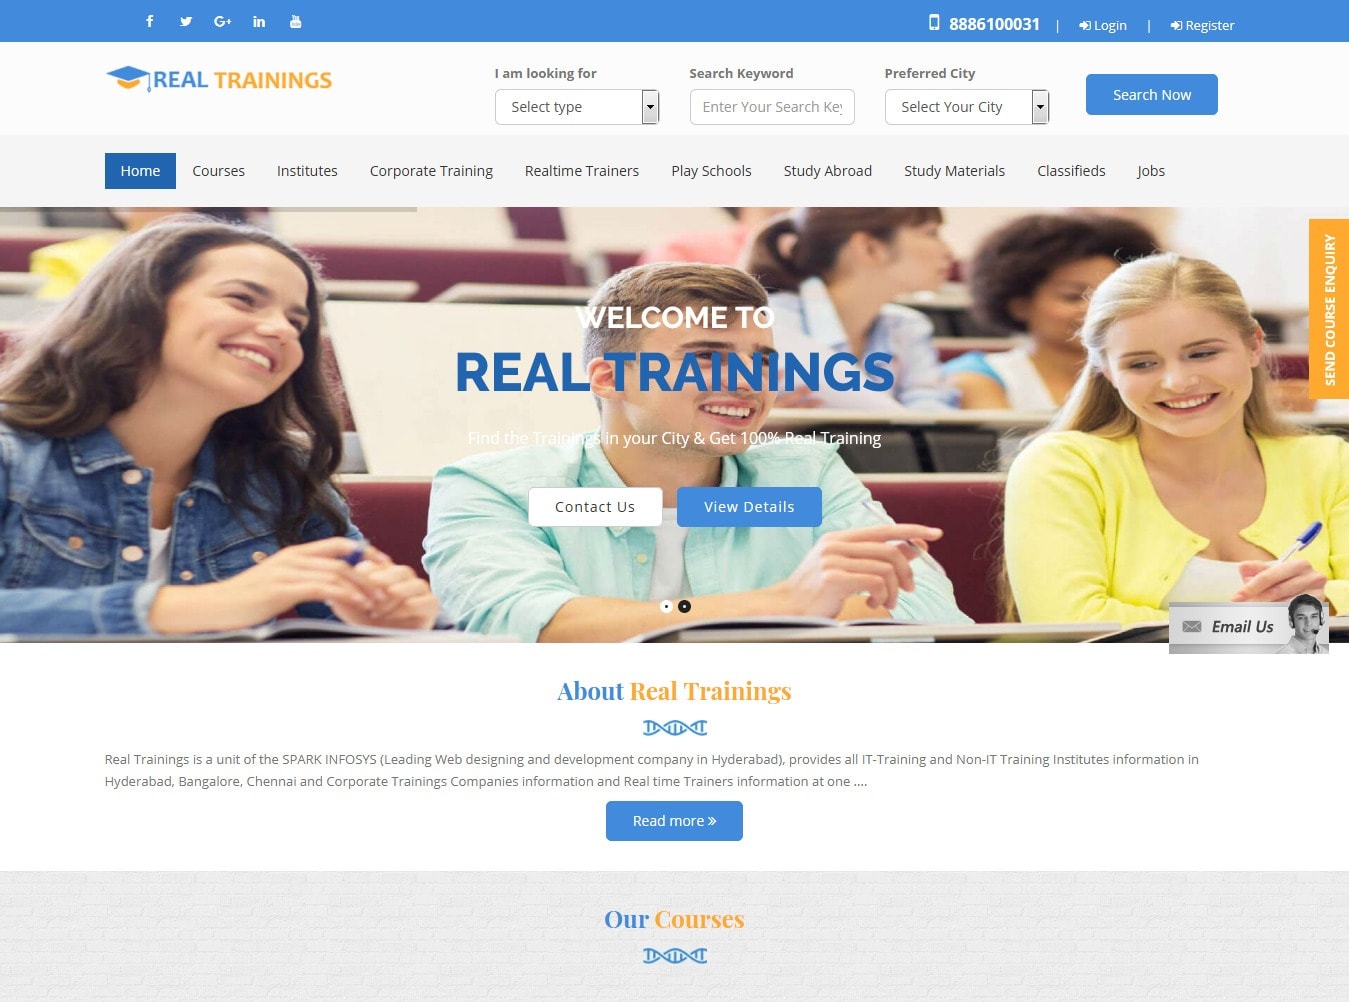 8886100031 | Login | Register
REAL TRAININGS
I am looking for
Select type
Search Keyword
Enter Your Search Key
Preferred City
Select Your City
Search Now
Home Courses Institutes Corporate Training Realtime Trainers Play Schools Study Abroad Study Materials Classifieds Jobs
SEND COURSE ENQUIRY
WELCOME TO
REAL TRAININGS
Find the Trainings in your City & Get 100% Real Training
Contact Us
View Details
Email Us
About Real Trainings
Real Trainings is a unit of the SPARK INFOSYS (Leading Web designing and development company in Hyderabad), provides all IT-Training and Non-IT Training Institutes information in
Hyderabad, Bangalore, Chennai and Corporate Trainings Companies information and Real time Trainers information at one ....
Read more »
Our Courses